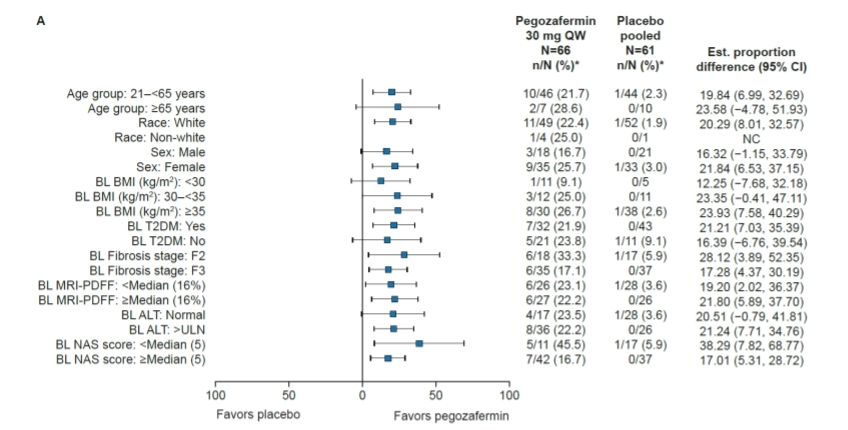 A
Pegozafermin Placebo
30 mg QW pooled
N=66 N=61 Est. proportion
n/N (%)* n/N (%)* difference (95% CI)
Age group: 21–<65 years 10/46 (21.7) 1/44 (2.3) 19.84 (6.99, 32.69)
Age group: ≥65 years 2/7 (28.6) 0/10 23.58 (−4.78, 51.93)
Race: White 11/49 (22.4) 1/52 (1.9) 20.29 (8.01, 32.57)
Race: Non-white 1/4 (25.0) 0/1 NC
Sex: Male 3/18 (16.7) 0/21 16.32 (−1.15, 33.79)
Sex: Female 9/35 (25.7) 1/33 (3.0) 21.84 (6.53, 37.15)
BL BMI (kg/m²): <30 1/11 (9.1) 0/5 12.25 (−7.68, 32.18)
BL BMI (kg/m²): 30–<35 3/12 (25.0) 0/11 23.35 (−0.41, 47.11)
BL BMI (kg/m²): ≥35 8/30 (26.7) 1/38 (2.6) 23.93 (7.58, 40.29)
BL T2DM: Yes 7/32 (21.9) 0/43 21.21 (7.03, 35.39)
BL T2DM: No 5/21 (23.8) 1/11 (9.1) 16.39 (−6.76, 39.54)
BL Fibrosis stage: F2 6/18 (33.3) 1/17 (5.9) 28.12 (3.89, 52.35)
BL Fibrosis stage: F3 6/35 (17.1) 0/37 17.28 (4.37, 30.19)
BL MRI-PDFF: <Median (16%) 6/26 (23.1) 1/28 (3.6) 19.20 (2.02, 36.37)
BL MRI-PDFF: ≥Median (16%) 6/27 (22.2) 0/26 21.80 (5.89, 37.70)
BL ALT: Normal 4/17 (23.5) 1/28 (3.6) 20.51 (−0.79, 41.81)
BL ALT: >ULN 8/36 (22.2) 0/26 21.24 (7.71, 34.76)
BL NAS score: <Median (5) 5/11 (45.5) 1/17 (5.9) 38.29 (7.82, 68.77)
BL NAS score: ≥Median (5) 7/42 (16.7) 0/37 17.01 (5.31, 28.72)
100 50 0 50 100
Favors placebo Favors pegozafermin